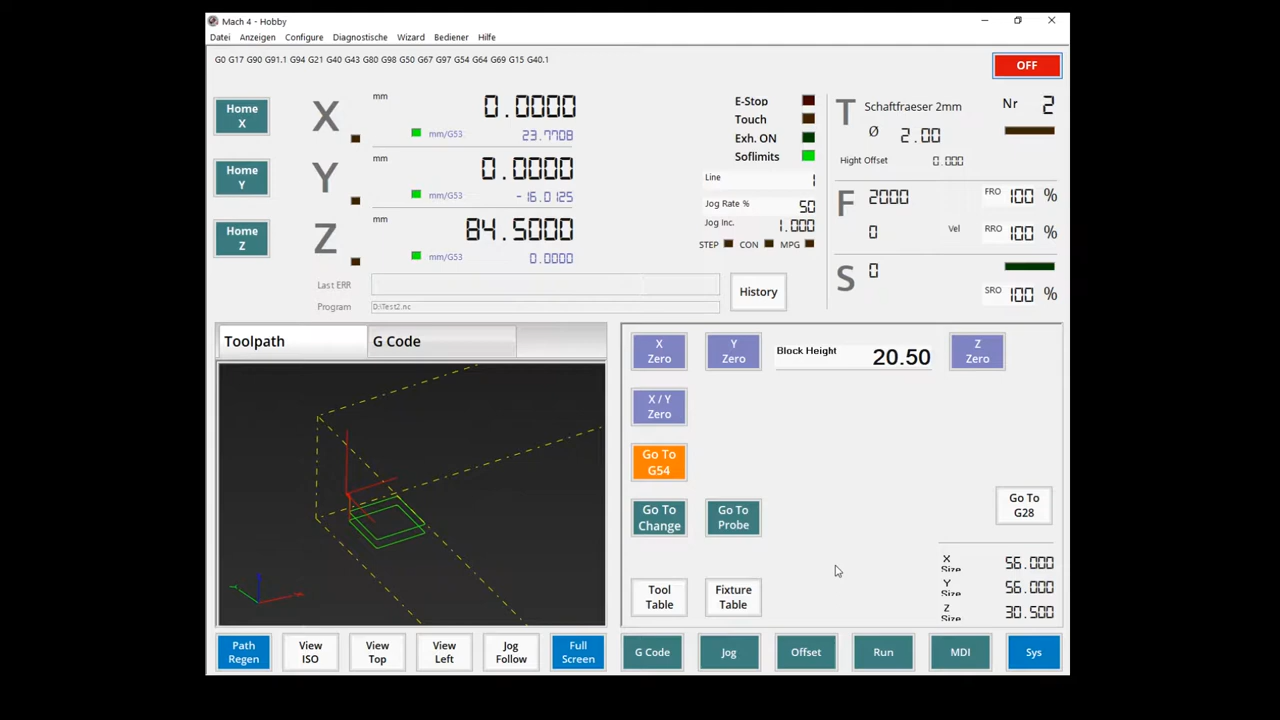 Mach 4 - Hobby
Datei Anzeigen Configure Diagnostische Wizard Bediener Hilfe
G0 G17 G90 G91.1 G94 G21 G40 G43 G80 G98 G50 G67 G97 G54 G64 G69 G15 G40.1
OFF
Home X
X
mm
0.0000
mm/G53
23.7708
Home Y
Y
mm
0.0000
mm/G53
-16.0125
Home Z
Z
mm
84.5000
mm/G53
0.0000
Last ERR
Program
D:\Test2.nc
History
E-Stop
Touch
Exh. ON
Soflimits
Line
1
Jog Rate %
50
Jog Inc.
1.000
STEP CON MPG
T
Schaftfraeser 2mm
Nr 2
Ø 2.00
Hight Offset 0.000
F
2000
FRO 100 %
0
Vel
RRO 100 %
S
0
SRO 100 %
Toolpath
G Code
X Zero
Y Zero
Block Height
20.50
Z Zero
X / Y Zero
Go To G54
Go To Change
Go To Probe
Go To G28
Tool Table
Fixture Table
X Size 56.000
Y Size 56.000
Z Size 30.500
Path Regen
View ISO
View Top
View Left
Jog Follow
Full Screen
G Code
Jog
Offset
Run
MDI
Sys